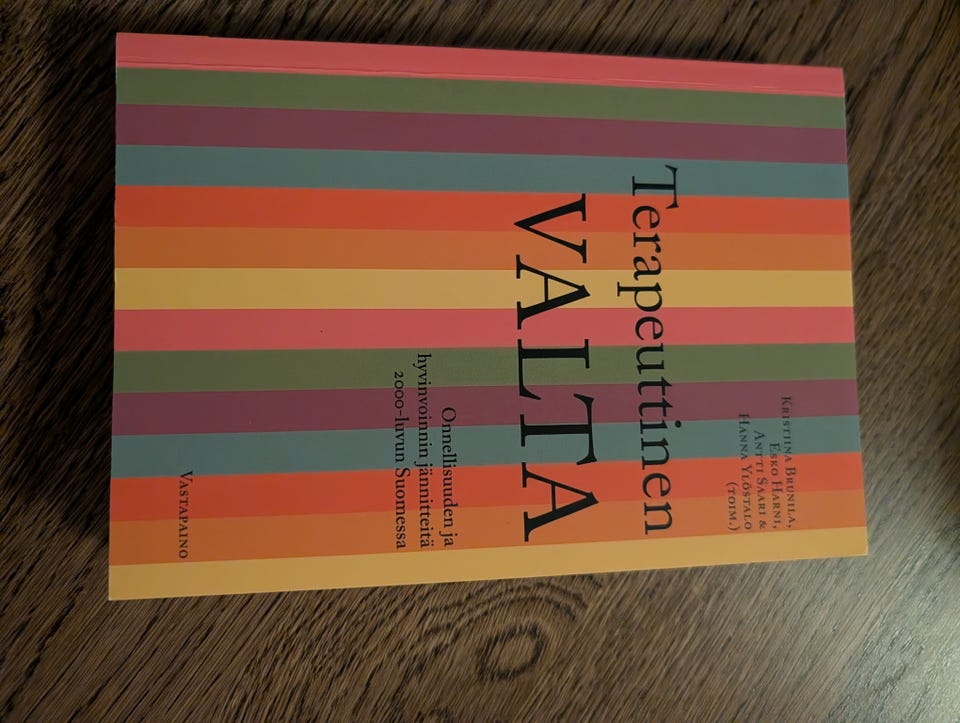 Kristiina Brunila,
Esko Harni,
Antti Saari &
Hanna Ylöstalo
(toim.)
Terapeuttinen
VALTA
Onnellisuuden ja
hyvinvoinnin jännitteitä
2000-luvun Suomessa
Vastapaino